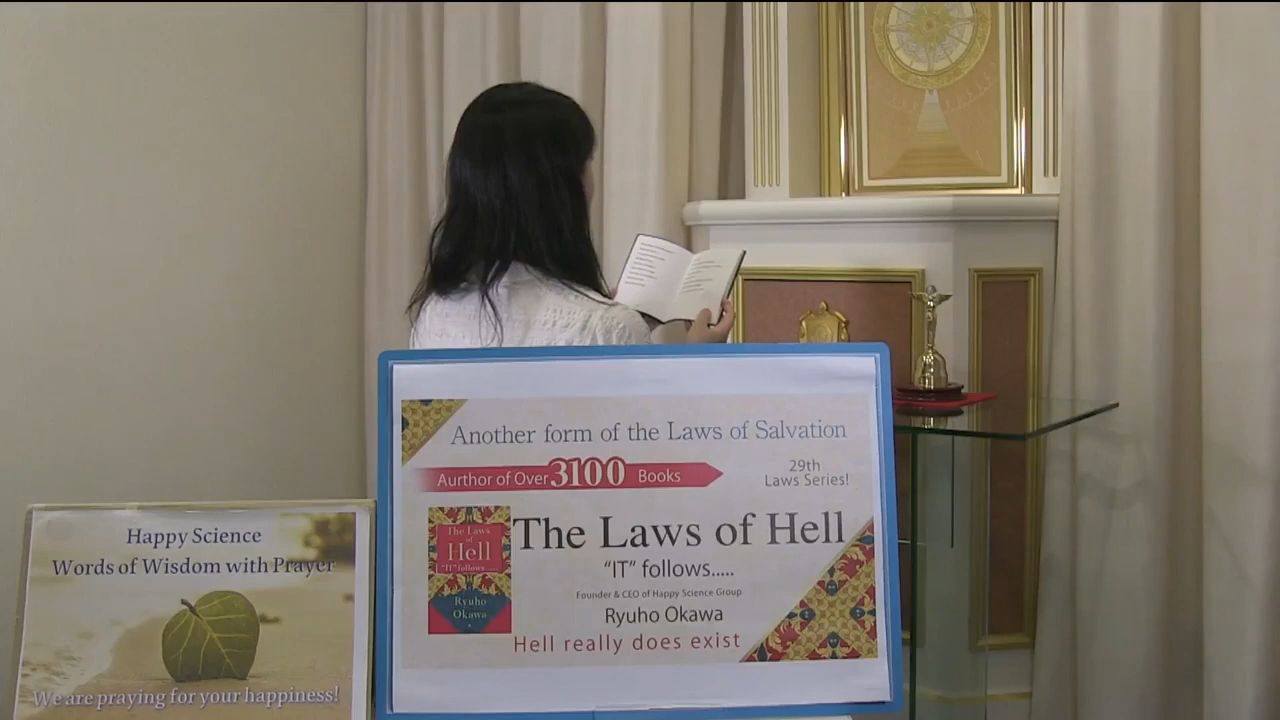 Another form of the Laws of Salvation
Aurthor of Over 3100 Books
29th
Laws Series!
The Laws of Hell
"IT" follows.....
Founder & CEO of Happy Science Group
Ryuho Okawa
Hell really does exist
The Laws
of
Hell
"IT" follows.....
Ryuho
Okawa
Happy Science
Words of Wisdom with Prayer
We are praying for your happiness!